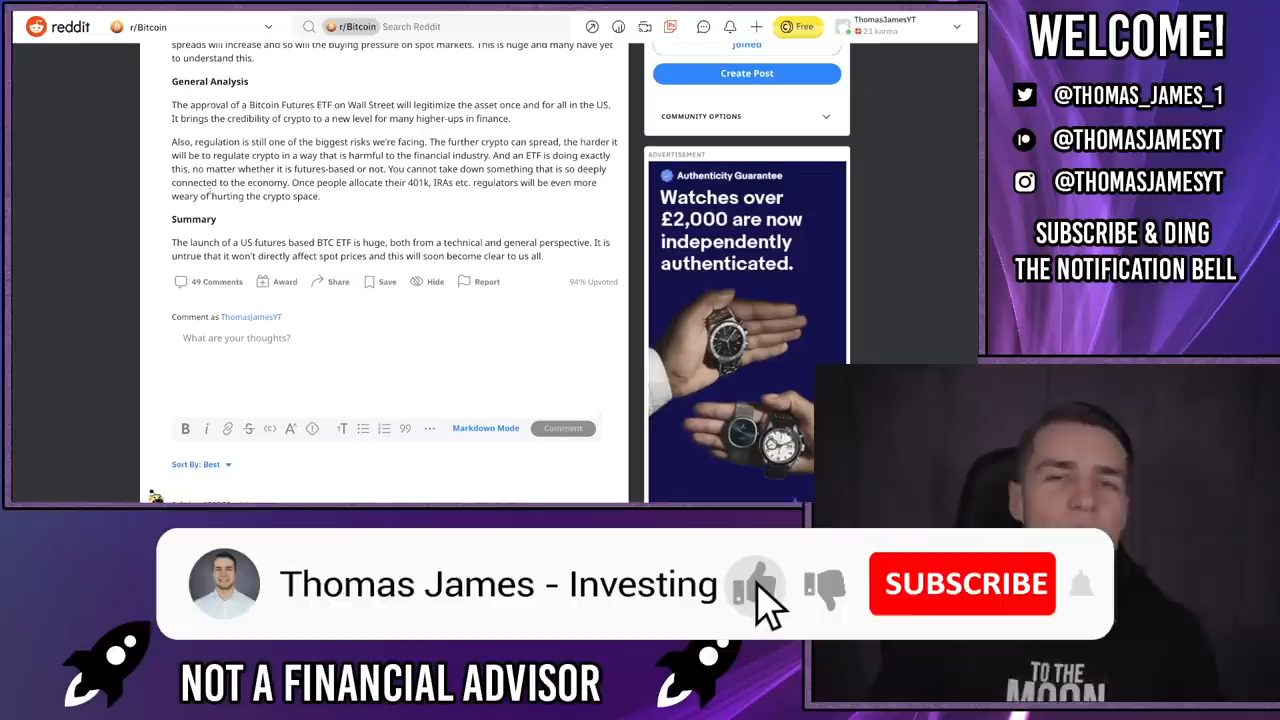 reddit
r/Bitcoin
r/Bitcoin Search Reddit
Free
ThomasJamesYT
21 karma
spreads will increase and so will the buying pressure on spot markets. This is huge and many have yet
to understand this.
General Analysis
The approval of a Bitcoin Futures ETF on Wall Street will legitimize the asset once and for all in the US.
It brings the credibility of crypto to a new level for many higher-ups in finance.
Also, regulation is still one of the biggest risks we're facing. The further crypto can spread, the harder it
will be to regulate crypto in a way that is harmful to the financial industry. And an ETF is doing exactly
this, no matter whether it is futures-based or not. You cannot take down something that is so deeply
connected to the economy. Once people allocate their 401k, IRAs etc. regulators will be even more
weary of hurting the crypto space.
Summary
The launch of a US futures based BTC ETF is huge, both from a technical and general perspective. It is
untrue that it won't directly affect spot prices and this will soon become clear to us all.
49 Comments Award Share Save Hide Report 94% Upvoted
Comment as ThomasJamesYT
What are your thoughts?
Markdown Mode Comment
Sort By: Best
Joined
Create Post
COMMUNITY OPTIONS
ADVERTISEMENT
Authenticity Guarantee
Watches over
£2,000 are now
independently
authenticated.
WELCOME!
@THOMAS_JAMES_1
@THOMASJAMESYT
@THOMASJAMESYT
SUBSCRIBE & DING
THE NOTIFICATION BELL
Thomas James - Investing
SUBSCRIBE
NOT A FINANCIAL ADVISOR
TO THE
MOON